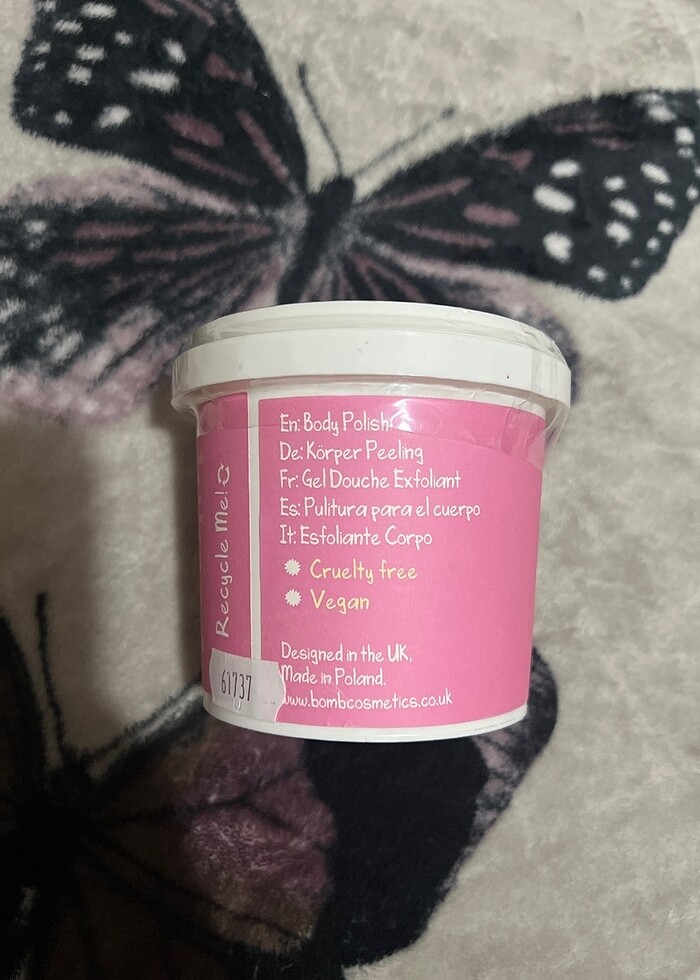 En: Body Polish
De: Körper Peeling
Fr: Gel Douche Exfoliant
Es: Pulitura para el cuerpo
It: Esfoliante Corpo
Cruelty free
Vegan
Designed in the UK,
Made in Poland.
www.bombcosmetics.co.uk
Recycle Me!
61737